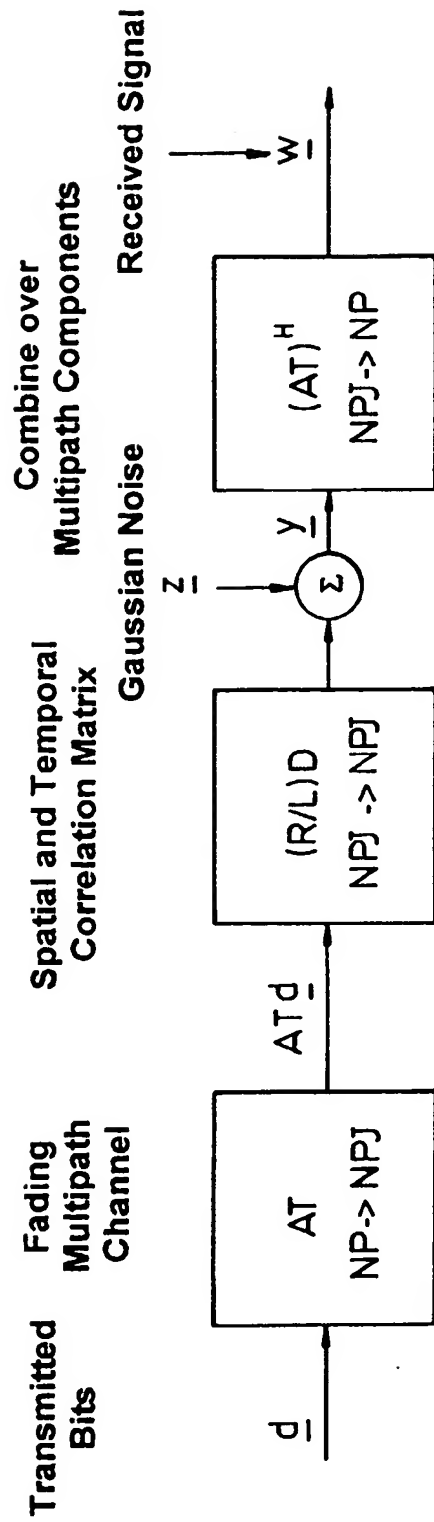 Transmitted
Bits
d
Fading
Multipath
Channel
AT
NP -> NPJ
ATd
Spatial and Temporal
Correlation Matrix
(R/L)D
NPJ -> NPJ
Gaussian Noise
z
Σ
y
Combine over
Multipath Components
(AT)^H
NPJ -> NP
Received Signal
w